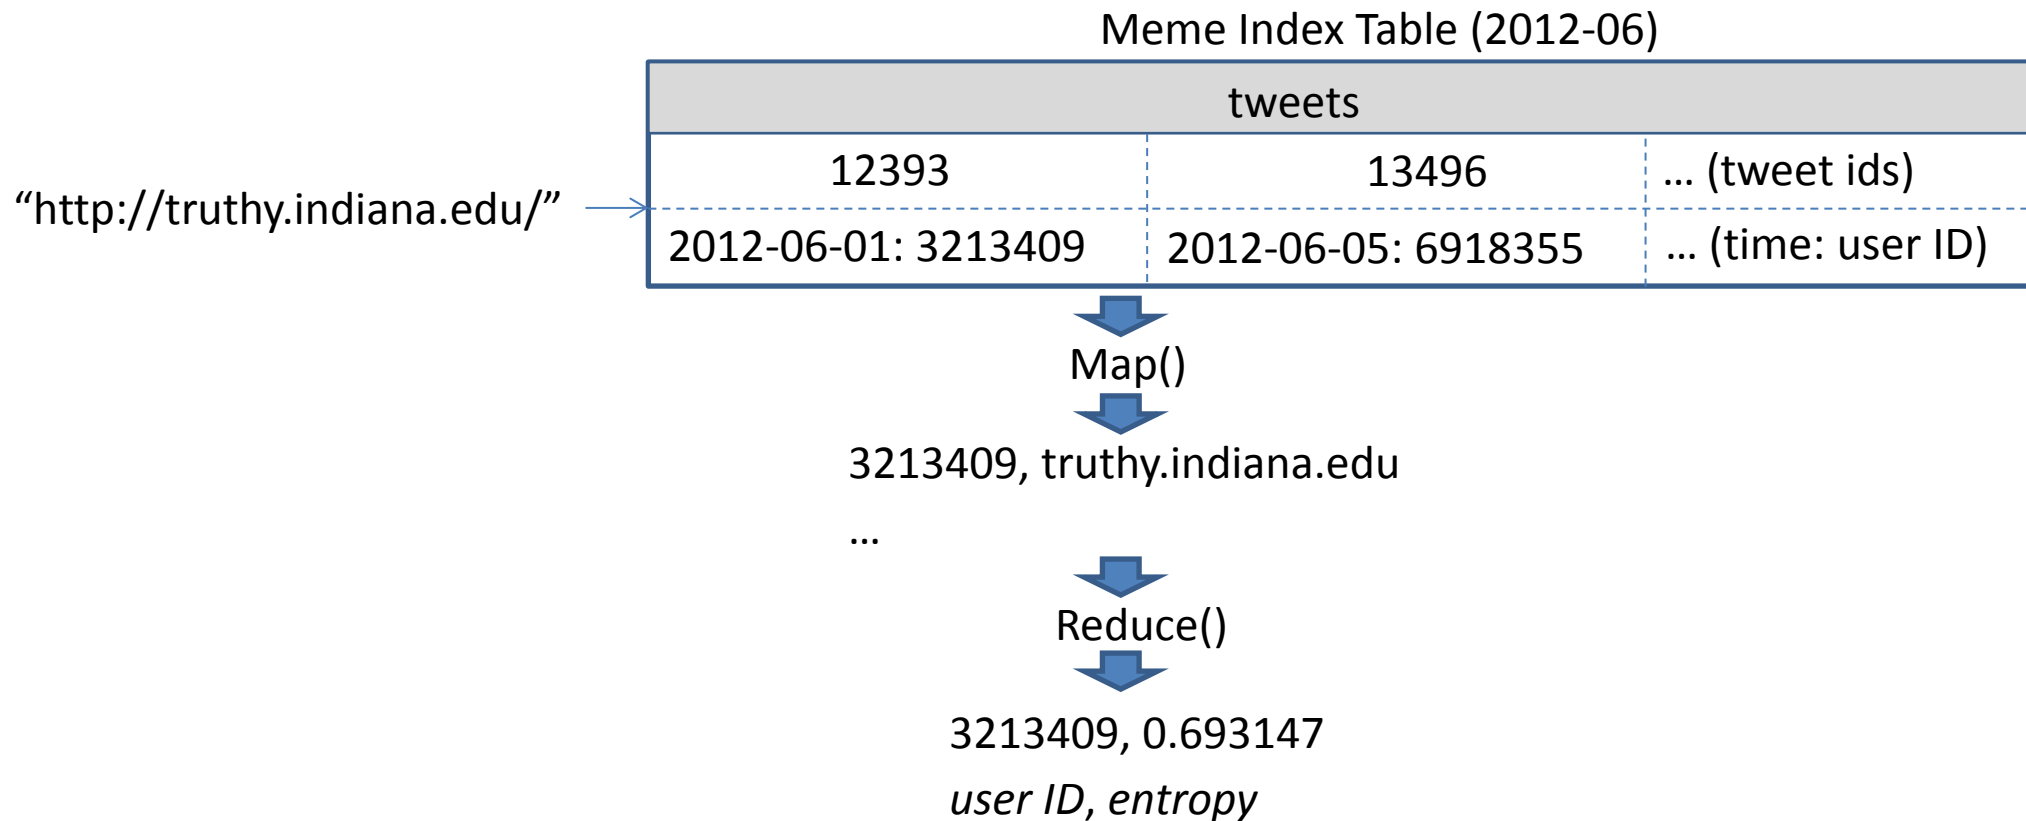 Meme Index Table (2012-06)
tweets
12393 13496 … (tweet ids)
“http://truthy.indiana.edu/”
2012-06-01: 3213409 2012-06-05: 6918355 … (time: user ID)
Map()
3213409, truthy.indiana.edu
…
Reduce()
3213409, 0.693147
user ID, entropy